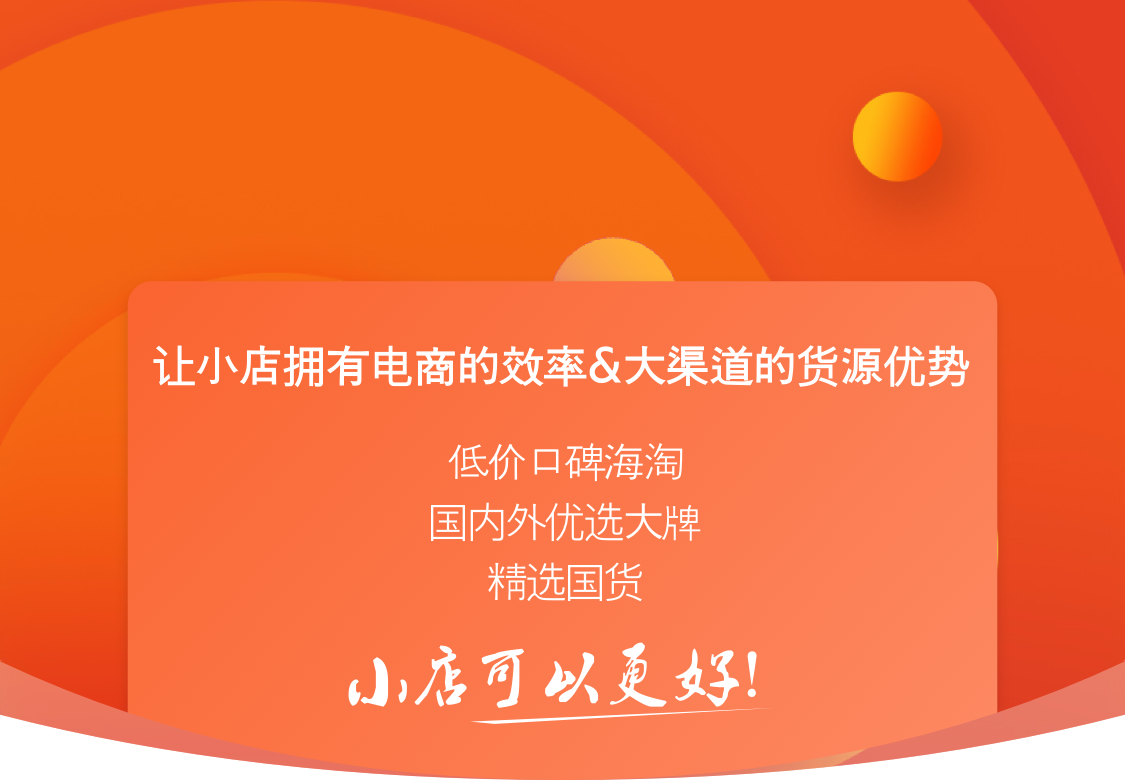 让小店拥有电商的效率&大渠道的货源优势
低价口碑海淘
国内外优选大牌
精选国货
小店可以更好!